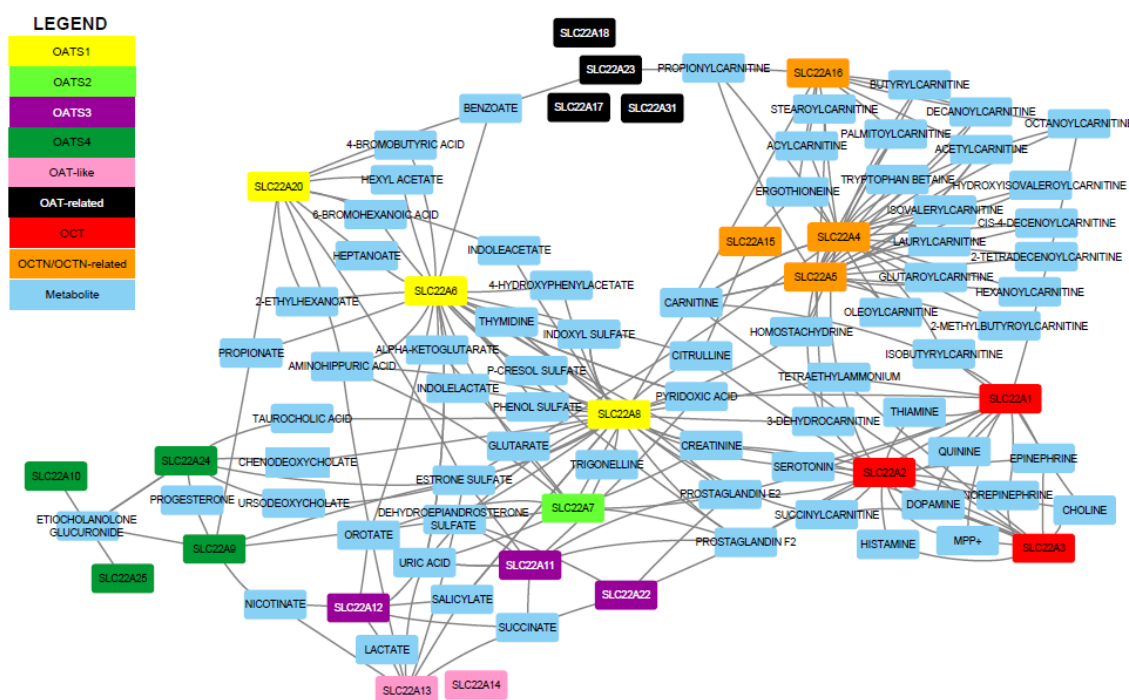 LEGEND
OATS1
OATS2
OATS3
OATS4
OAT-like
OAT-related
OCT
OCTN/OCTN-related
Metabolite
SLC22A18
SLC22A23
PROPIONYLCARNITINE
SLC22A16
BUTYRYLCARNITINE
SLC22A17
SLC22A31
BENZOATE
STEAROYLCARNITINE
DECANOYLCARNITINE
OCTANOYLCARNITINE
4-BROMOBUTYRIC ACID
ACYLCARNITINE
PALMITOYLCARNITINE
ACETYLCARNITINE
SLC22A20
HEXYL ACETATE
ERGOTHIONEINE
TRYPTOPHAN BETAINE
HYDROXYISOVALEROYLCARNITINE
6-BROMOHEXANOIC ACID
ISOVALERYLCARNITINE
CIS-4-DECENOYLCARNITINE
INDOLEACETATE
SLC22A15
SLC22A4
LAURYLCARNITINE
HEPTANOATE
2-TETRADECENOYLCARNITINE
SLC22A5
GLUTAROYLCARNITINE
4-HYDROXYPHENYLACETATE
SLC22A6
HEXANOYLCARNITINE
2-ETHYLHEXANOATE
CARNITINE
OLEOYLCARNITINE
THYMIDINE
INDOXYL SULFATE
HOMOSTACHYDRINE
2-METHYLBUTYROYLCARNITINE
PROPIONATE
ALPHA-KETOGLUTARATE
CITRULLINE
ISOBUTYRYLCARNITINE
AMINOHIPPURIC ACID
P-CRESOL SULFATE
TETRAETHYLAMMONIUM
INDOLELACTATE
PYRIDOXIC ACID
SLC22A1
PHENOL SULFATE
SLC22A8
THIAMINE
TAUROCHOLIC ACID
3-DEHYDROCARNITINE
GLUTARATE
CREATININE
QUININE
SLC22A24
CHENODEOXYCHOLATE
TRIGONELLINE
SEROTONIN
SLC22A2
EPINEPHRINE
SLC22A10
ESTRONE SULFATE
PROGESTERONE
URSODEOXYCHOLATE
PROSTAGLANDIN E2
NOREPINEPHRINE
DOPAMINE
CHOLINE
DEHYDROEPIANDROSTERONE
SULFATE
SLC22A7
SUCCINYLCARNITINE
ETIOCHOLANOLONE
GLUCURONIDE
OROTATE
PROSTAGLANDIN F2
MPP+
HISTAMINE
SLC22A3
SLC22A9
URIC ACID
SLC22A11
SLC22A25
SALICYLATE
SLC22A22
NICOTINATE
SLC22A12
SUCCINATE
LACTATE
SLC22A13
SLC22A14